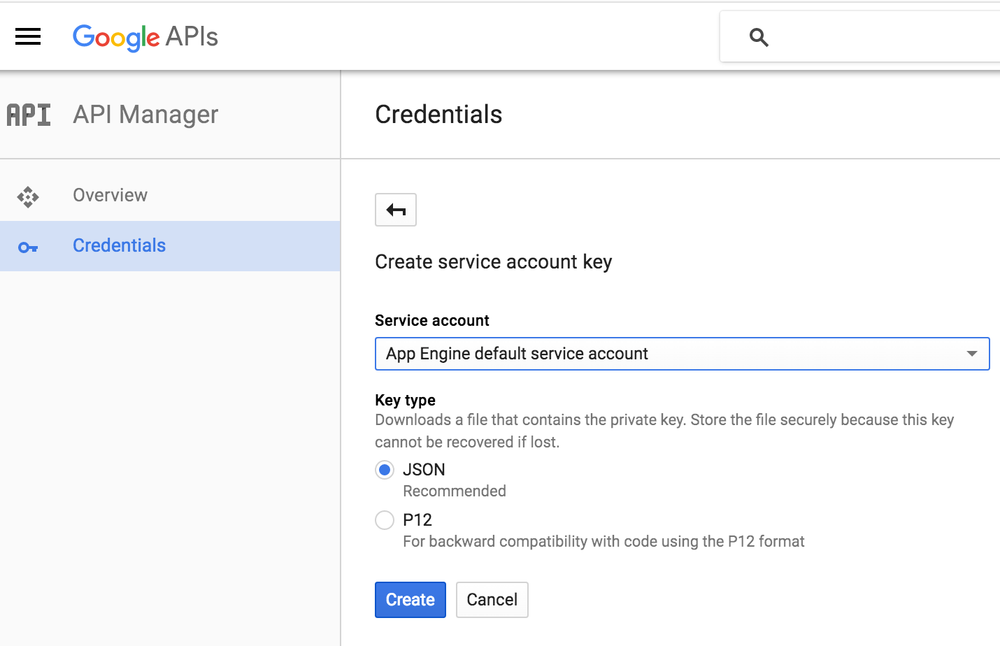 Google APIs
API API Manager
Credentials
Overview
Credentials
Create service account key
Service account
App Engine default service account
Key type
Downloads a file that contains the private key. Store the file securely because this key
cannot be recovered if lost.
JSON
Recommended
P12
For backward compatibility with code using the P12 format
Create
Cancel